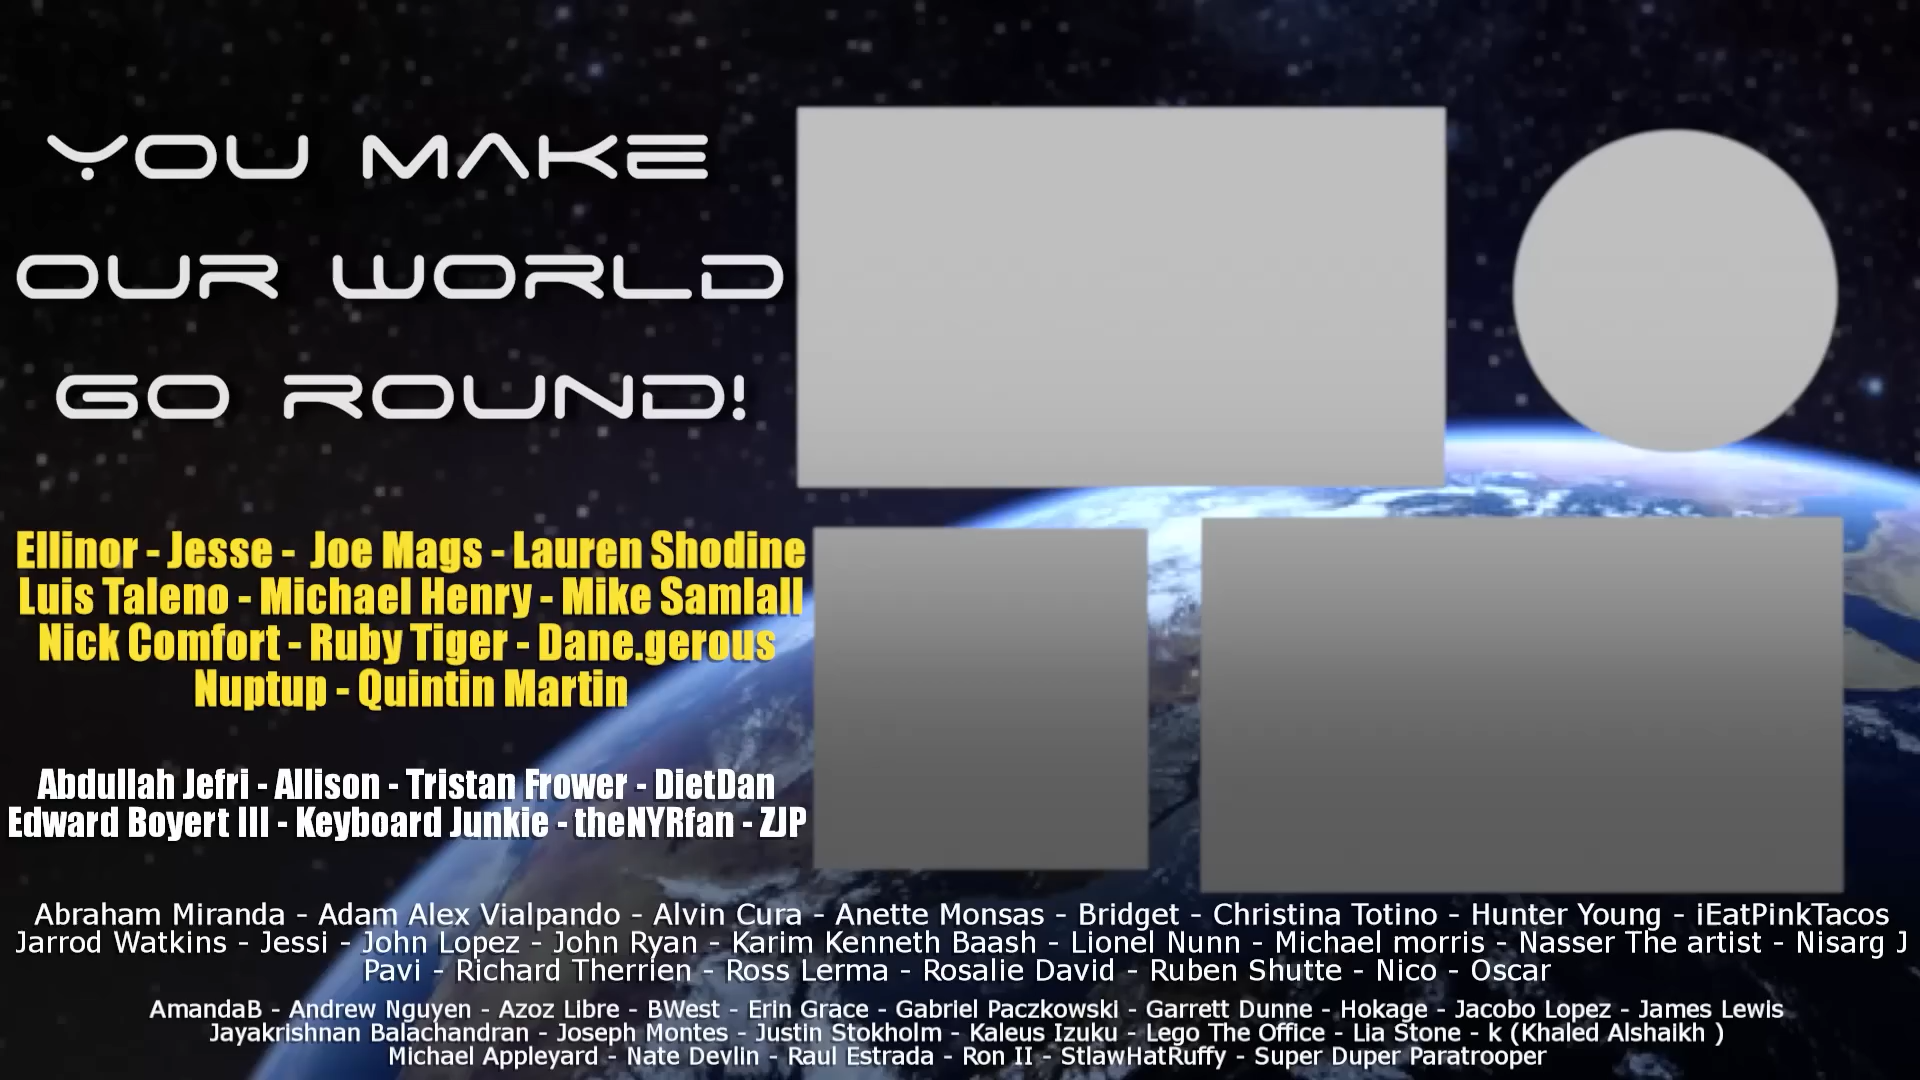 YOU MAKE
OUR WORLD
GO ROUND!
Ellinor - Jesse -  Joe Mags - Lauren Shodine
Luis Taleno - Michael Henry - Mike Samlall
Nick Comfort - Ruby Tiger - Dane.gerous
Nuptup - Quintin Martin
Abdullah Jefri - Allison - Tristan Frower - DietDan
Edward Boyert III - Keyboard Junkie - theNYRfan - ZJP
Abraham Miranda - Adam Alex Vialpando - Alvin Cura - Anette Monsas - Bridget - Christina Totino - Hunter Young - iEatPinkTacos
Jarrod Watkins - Jessi - John Lopez - John Ryan - Karim Kenneth Baash - Lionel Nunn - Michael morris - Nasser The artist - Nisarg J
Pavi - Richard Therrien - Ross Lerma - Rosalie David - Ruben Shutte - Nico - Oscar
AmandaB - Andrew Nguyen - Azoz Libre - BWest - Erin Grace - Gabriel Paczkowski - Garrett Dunne - Hokage - Jacobo Lopez - James Lewis
Jayakrishnan Balachandran - Joseph Montes - Justin Stokholm - Kaleus Izuku - Lego The Office - Lia Stone - k (Khaled Alshaikh )
Michael Appleyard - Nate Devlin - Raul Estrada - Ron II - StlawHatRuffy - Super Duper Paratrooper